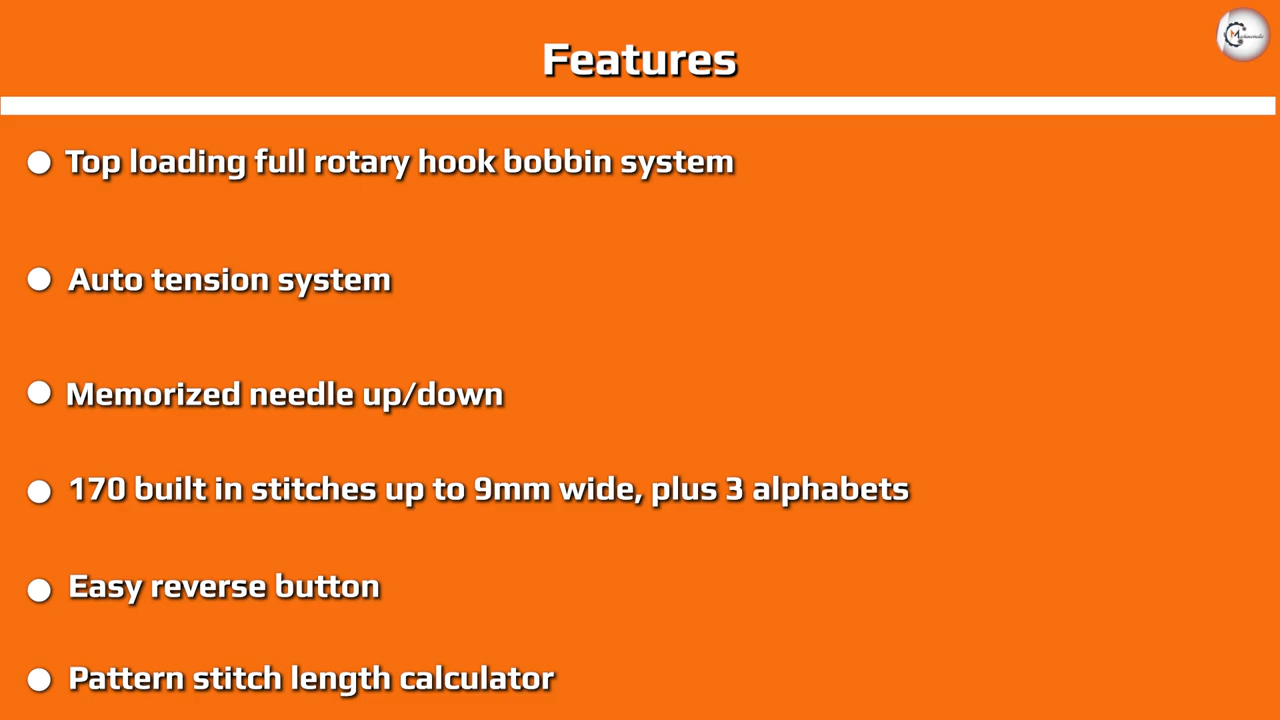 Features
Top loading full rotary hook bobbin system
Auto tension system
Memorized needle up/down
170 built in stitches up to 9mm wide, plus 3 alphabets
Easy reverse button
Pattern stitch length calculator